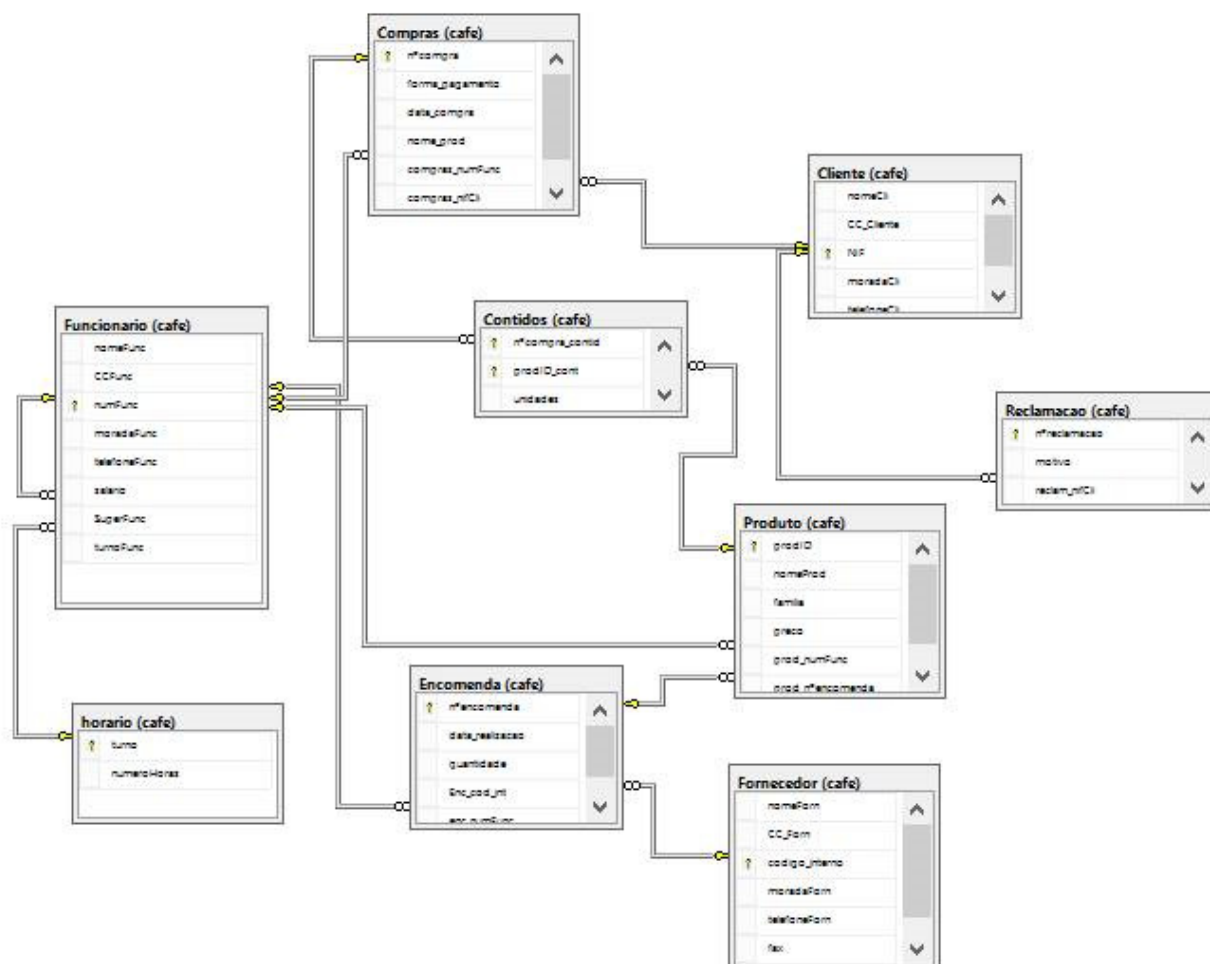 Compras (cafe)
nºcompra
forma_pagamento
data_compra
nome_prod
compras_numFunc
compras_nifCli
Cliente (cafe)
nomeCli
CC_Cliente
NIF
moradaCli
telefoneCli
Funcionario (cafe)
nomeFunc
CCFunc
numFunc
moradaFunc
telefoneFunc
salario
SuperFunc
turnoFunc
Contidos (cafe)
nºcompra_contid
prodID_cont
unidades
Reclamacao (cafe)
nºreclamacao
motivo
reclam_nifCli
Produto (cafe)
prodID
nomeProd
familia
preco
prod_numFunc
prod_nºencomenda
Encomenda (cafe)
nºencomenda
data_realizacao
quantidade
Enc_cod_int
enc_numFunc
horario (cafe)
turno
numeroHoras
Fornecedor (cafe)
nomeForn
CC_Forn
codigo_interno
moradaForn
telefoneForn
fax